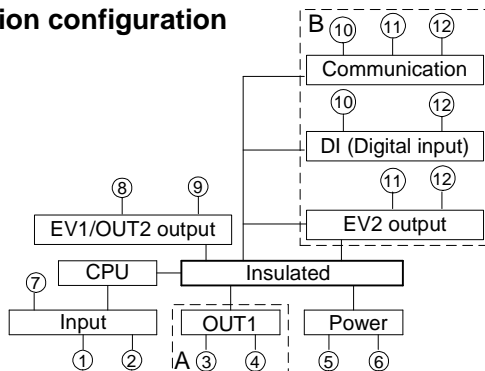 ion configuration
B ⑩ ⑪ ⑫
Communication
⑩ ⑫
DI (Digital input)
⑪ ⑫
EV2 output
⑧ ⑨
EV1/OUT2 output
CPU Insulated
⑦
Input OUT1 Power
① ② A ③ ④ ⑤ ⑥